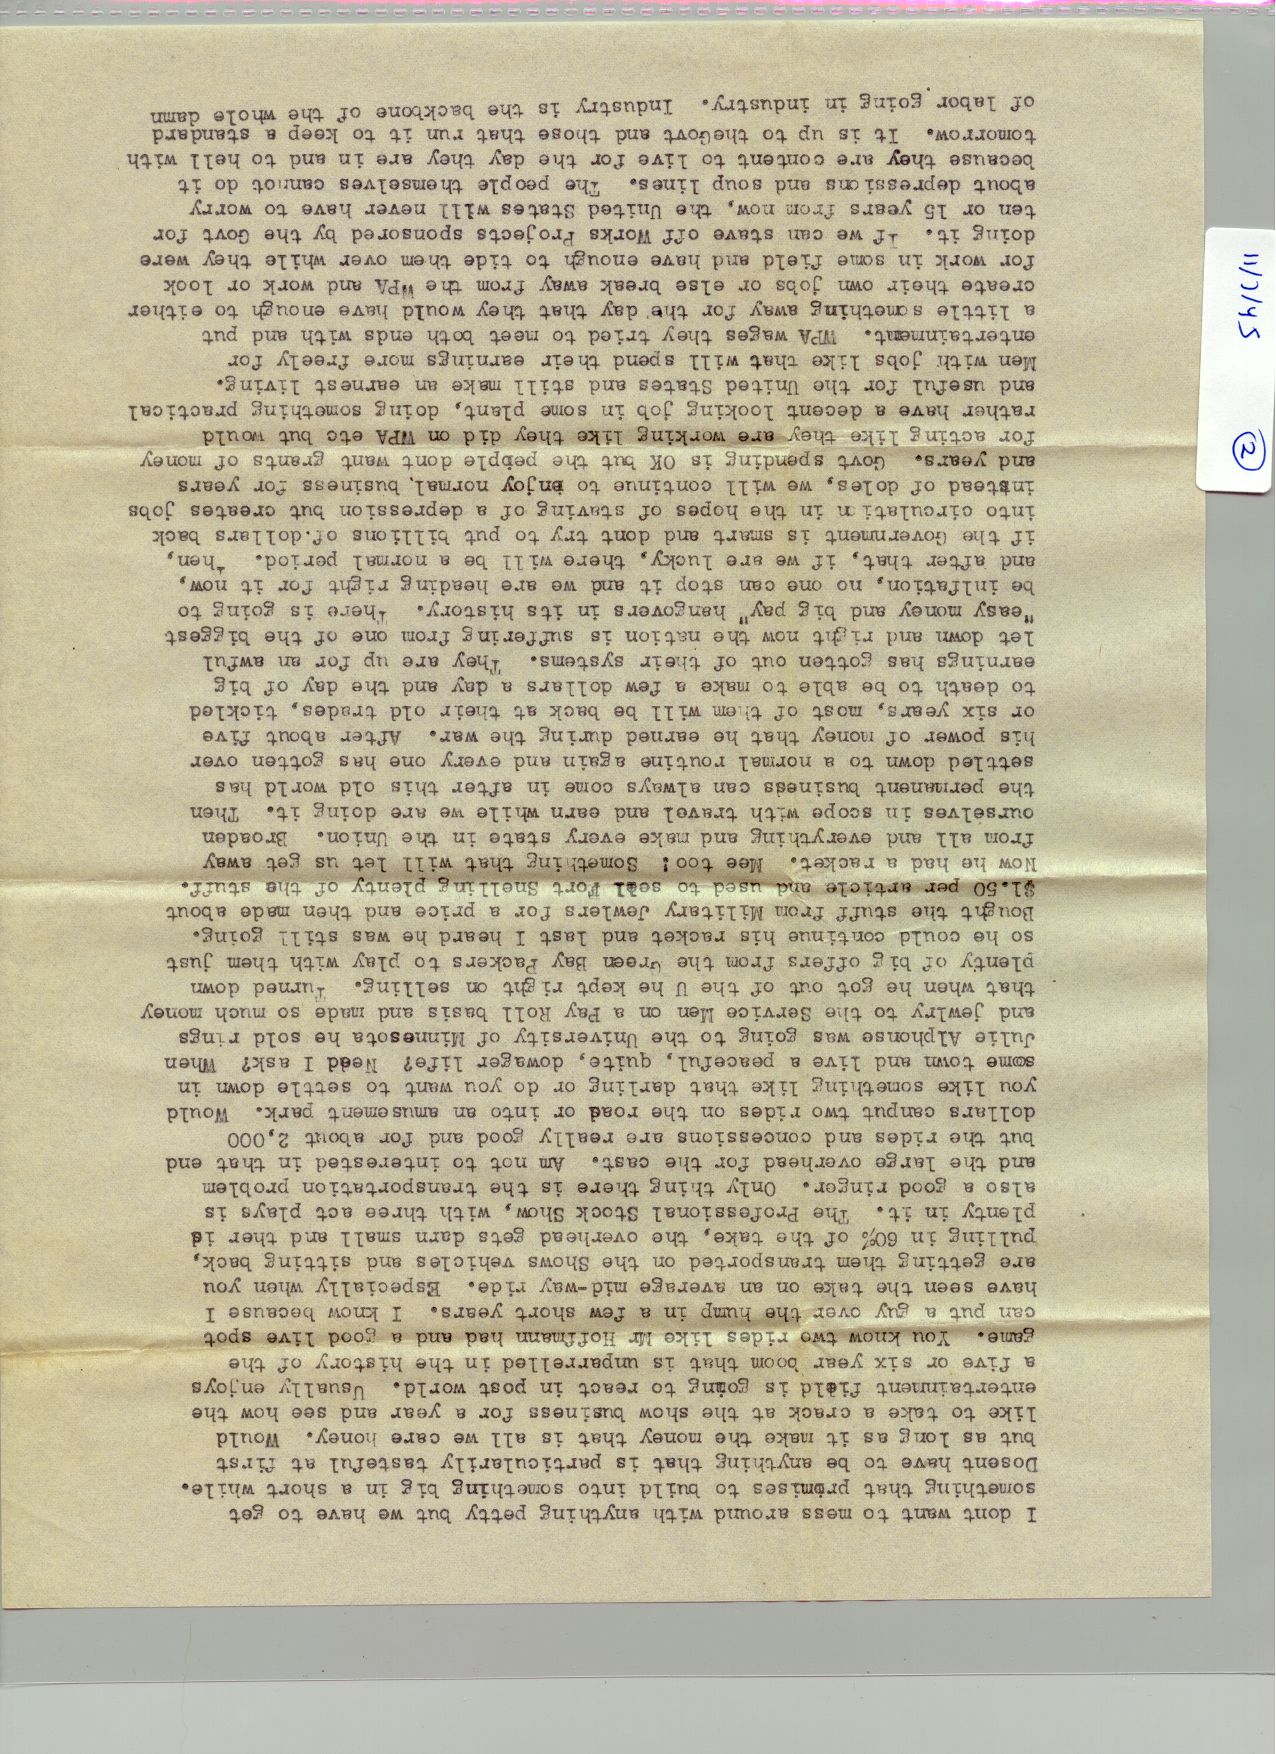 I dont want to mess around with anything petty but we have to get
something that promises to build into something big in a short while.
Dosent have to be anything that is particularily tasteful at first
but as long as it make the money that is all we care honey. Would
like to take a crack at the show business for a year and see how the
entertainment field is going to react in post world. Usually enjoys
a five or six year boom that is unparrelled in the history of the
game. You know two rides like Mr Hoffmann had and a good live spot
can put a guy over the hump in a few short years. I know because I
have seen the take on an average mid-way ride. Especially when you
are getting them transported on the Shows vehicles and sitting back,
pulling in 60% of the take, the overhead gets darn small and ther is
plenty in it. The Professional Stock Show, with three act plays is
also a good ringer. Only thing there is the transportation problem
and the large overhead for the cast. Am not to interested in that end
but the rides and concessions are really good and for about 2,000
dollars canput two rides on the road or into an amusement park. Would
you like something like that darling or do you want to settle down in
some town and live a peaceful, quite, dowager life? Need I ask? When
Julie Alphonse was going to the University of Minnesota he sold rings
and jewlry to the Service Men on a Pay Roll basis and made so much money
that when he got out of the U he kept right on selling. Turned down
plenty of big offers from the Green Bay Packers to play with them just
so he could continue his racket and last I heard he was still going.
Bought the stuff from Military Jewlers for a price and then made about
$1.50 per article and used to sell Fort Snelling plenty of the stuff.
Now he had a racket. Mee too! Something that will let us get away
from all and everything and make every state in the Union. Broaden
ourselves in scope with travel and earn while we are doing it. Then
the permanent business can always come in after this old world has
settled down to a normal routine again and every one has gotten over
his power of money that he earned during the war. After about five
or six years, most of them will be back at their old trades, tickled
to death to be able to make a few dollars a day and the day of big
earnings has gotten out of their systems. They are up for an awful
let down and right now the nation is suffering from one of the biggest
"easy money and big pay" hangovers in its history. There is going to
be inlfation, no one can stop it and we are heading right for it now,
and after that, if we are lucky, there will be a normal period. Then,
if the Government is smart and dont try to put billions of.dollars back
into circulation in the hopes of staving of a depression but creates jobs
instead of doles, we will continue to enjoy normal business for years
and years. Govt spending is OK but the people dont want grants of money
for acting like they are working like they did on WPA etc but would
rather have a decent looking job in some plant, doing something practical
and useful for the United States and still make an earnest living.
Men with jobs like that will spend their earnings more freely for
entertainment. WPA wages they tried to meet both ends with and put
a little something away for the day that they would have enough to either
create their own jobs or else break away from the WPA and work or look
for work in some field and have enough to tide them over while they were
doing it. If we can stave off Works Projects sponsored by the Govt for
ten or 15 years from now, the United States will never have to worry
about depressions and soup lines. The people themselves cannot do it
because they are content to live for the day they are in and to hell with
tomorrow. It is up to theGovt and those that run it to keep a standard
of labor going in industry. Industry is the backbone of the whole damn
11/1/45
2